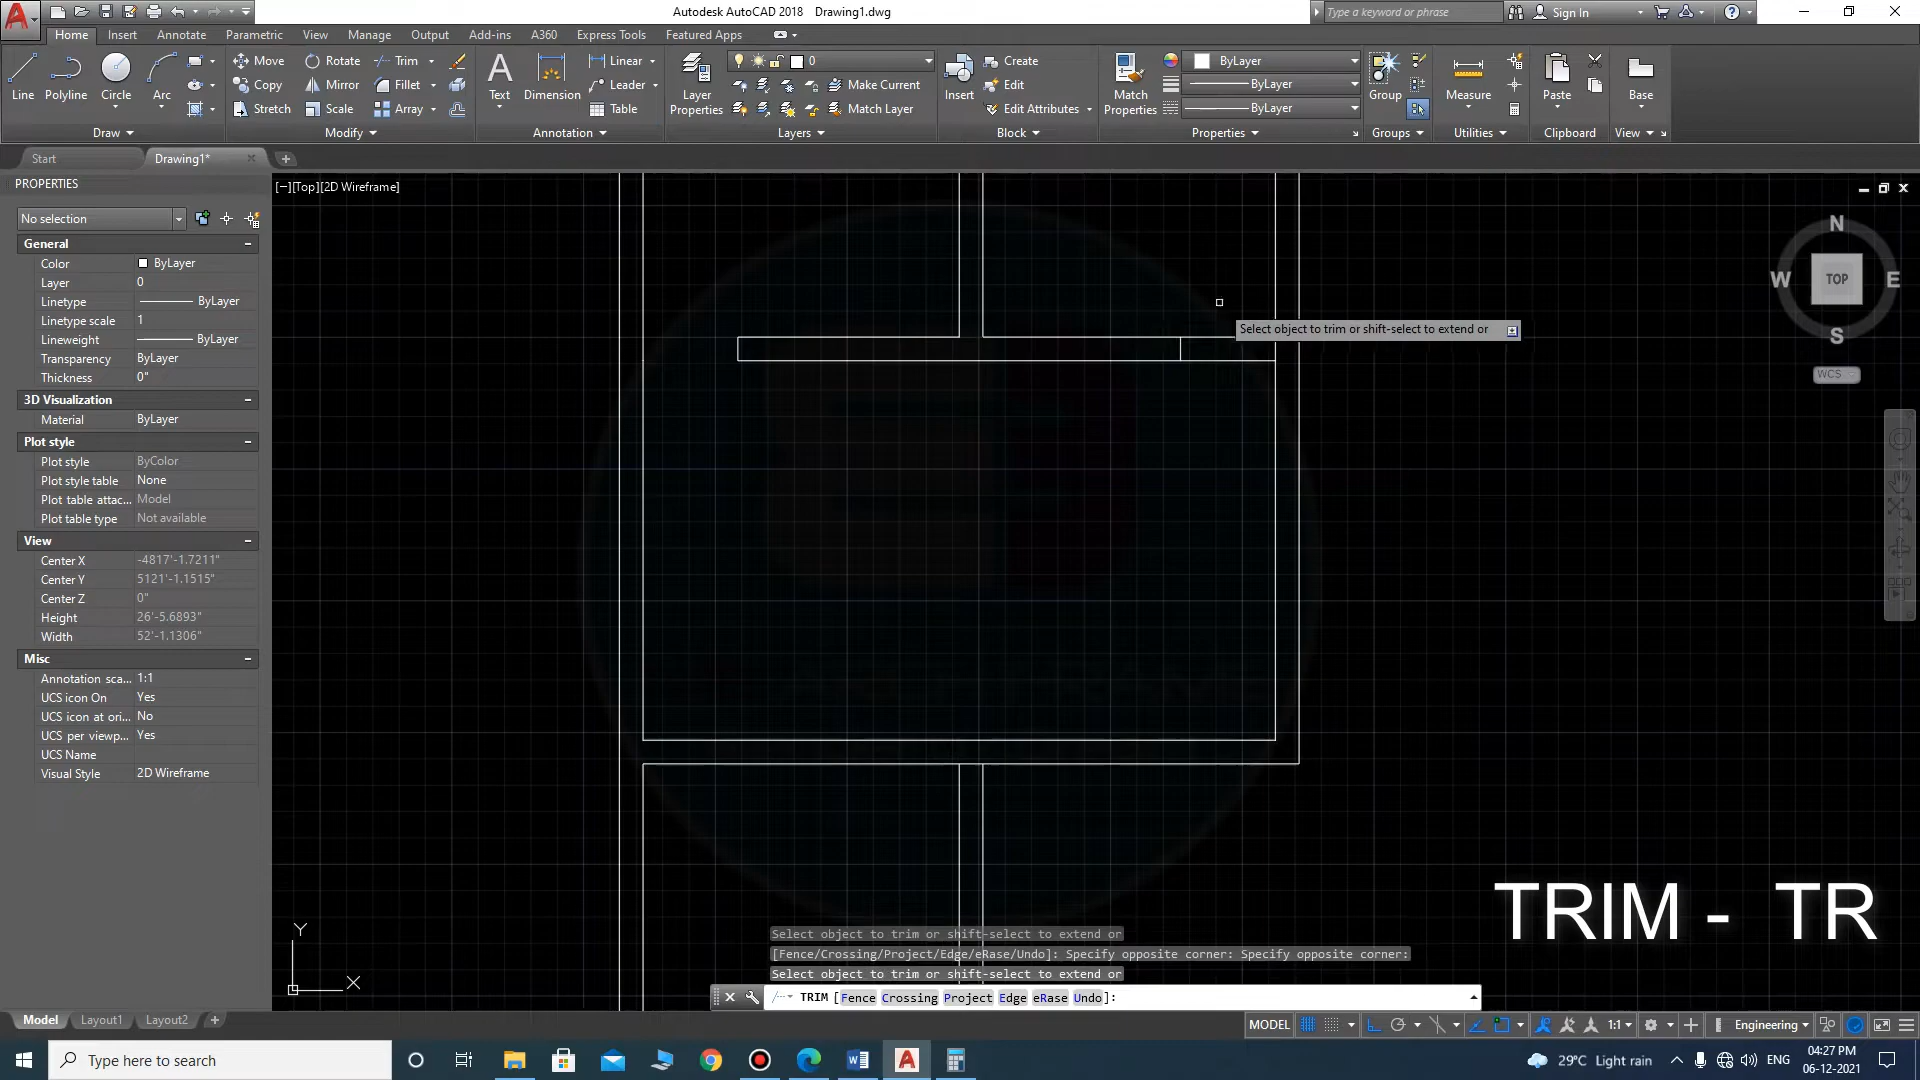 Autodesk AutoCAD 2018 Drawing1.dwg
Type a keyword or phrase
Sign In
Home Insert Annotate Parametric View Manage Output Add-ins A360 Express Tools Featured Apps
Line Polyline Circle Arc
Move Rotate Trim
Copy Mirror Fillet
Stretch Scale Array
Text Dimension
Linear
Leader
Table
Layer Properties
0
Make Current
Match Layer
Insert
Create
Edit
Edit Attributes
Match Properties
ByLayer
ByLayer
ByLayer
Group
Measure
Paste
Base
Draw Modify Annotation Layers Block Properties Groups Utilities Clipboard View
Start Drawing1*
PROPERTIES
[−][Top][2D Wireframe]
No selection
General
Color ByLayer
Layer 0
Linetype ByLayer
Linetype scale 1
Lineweight ByLayer
Transparency ByLayer
Thickness 0"
3D Visualization
Material ByLayer
Plot style
Plot style ByColor
Plot style table None
Plot table attac... Model
Plot table type Not available
View
Center X -4817'-1.7211"
Center Y 5121'-1.1515"
Center Z 0"
Height 26'-5.6893"
Width 52'-1.1306"
Misc
Annotation sca... 1:1
UCS icon On Yes
UCS icon at ori... No
UCS per viewp... Yes
UCS Name
Visual Style 2D Wireframe
N
W TOP E
S
WCS
Select object to trim or shift-select to extend or
TRIM - TR
Y
X
Select object to trim or shift-select to extend or
[Fence/Crossing/Project/Edge/eRase/Undo]: Specify opposite corner: Specify opposite corner:
Select object to trim or shift-select to extend or
TRIM [Fence Crossing Project Edge eRase Undo]:
Model Layout1 Layout2
MODEL 1:1 Engineering
Type here to search
29°C Light rain ENG
04:27 PM
06-12-2021